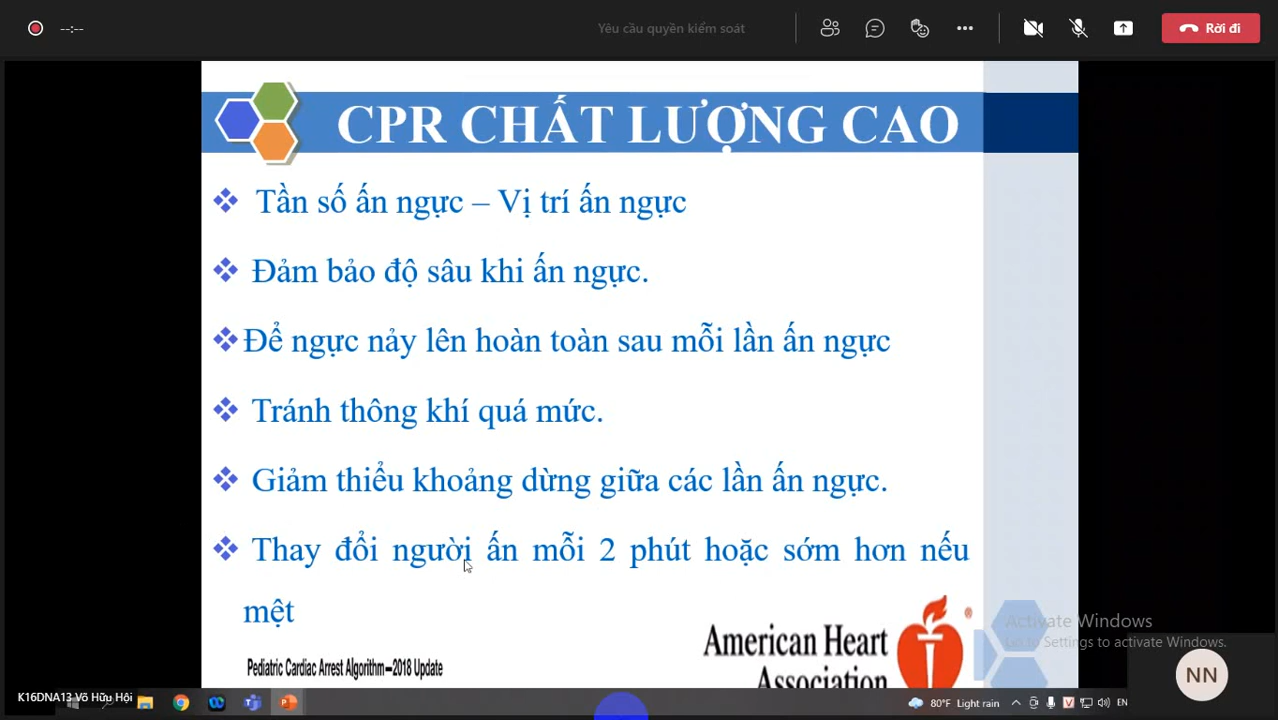 --:--
Yêu cầu quyền kiểm soát
Rời đi
CPR CHẤT LƯỢNG CAO
Tần số ấn ngực – Vị trí ấn ngực
Đảm bảo độ sâu khi ấn ngực.
Để ngực nảy lên hoàn toàn sau mỗi lần ấn ngực
Tránh thông khí quá mức.
Giảm thiểu khoảng dừng giữa các lần ấn ngực.
Thay đổi người ấn mỗi 2 phút hoặc sớm hơn nếu
mệt
American Heart
Association
®
Pediatric Cardiac Arrest Algorithm–2018 Update
Activate Windows
Go to Settings to activate Windows.
NN
K16DNA13 Võ Hữu Hội
80°F Light rain
ENG